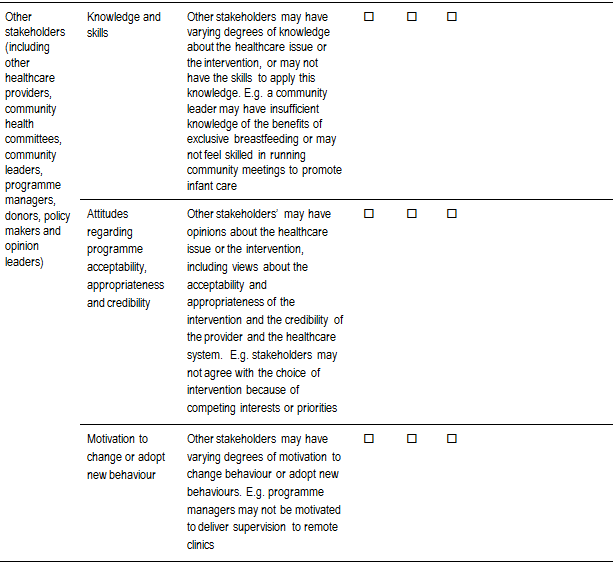 Other
stakeholders
(including
other
healthcare
providers,
community
health
committees,
community
leaders,
programme
managers,
donors, policy
makers and
opinion
leaders)
Knowledge and
skills
Other stakeholders may have
varying degrees of knowledge
about the healthcare issue or
the intervention, or may not
have the skills to apply this
knowledge. E.g. a community
leader may have insufficient
knowledge of the benefits of
exclusive breastfeeding or may
not feel skilled in running
community meetings to promote
infant care
☐ ☐ ☐
Attitudes
regarding
programme
acceptability,
appropriateness
and credibility
Other stakeholders' may have
opinions about the healthcare
issue or the intervention,
including views about the
acceptability and
appropriateness of the
intervention and the credibility of
the provider and the healthcare
system. E.g. stakeholders may
not agree with the choice of
intervention because of
competing interests or priorities
☐ ☐ ☐
Motivation to
change or adopt
new behaviour
Other stakeholders may have
varying degrees of motivation to
change behaviour or adopt new
behaviours. E.g. programme
managers may not be motivated
to deliver supervision to remote
clinics
☐ ☐ ☐